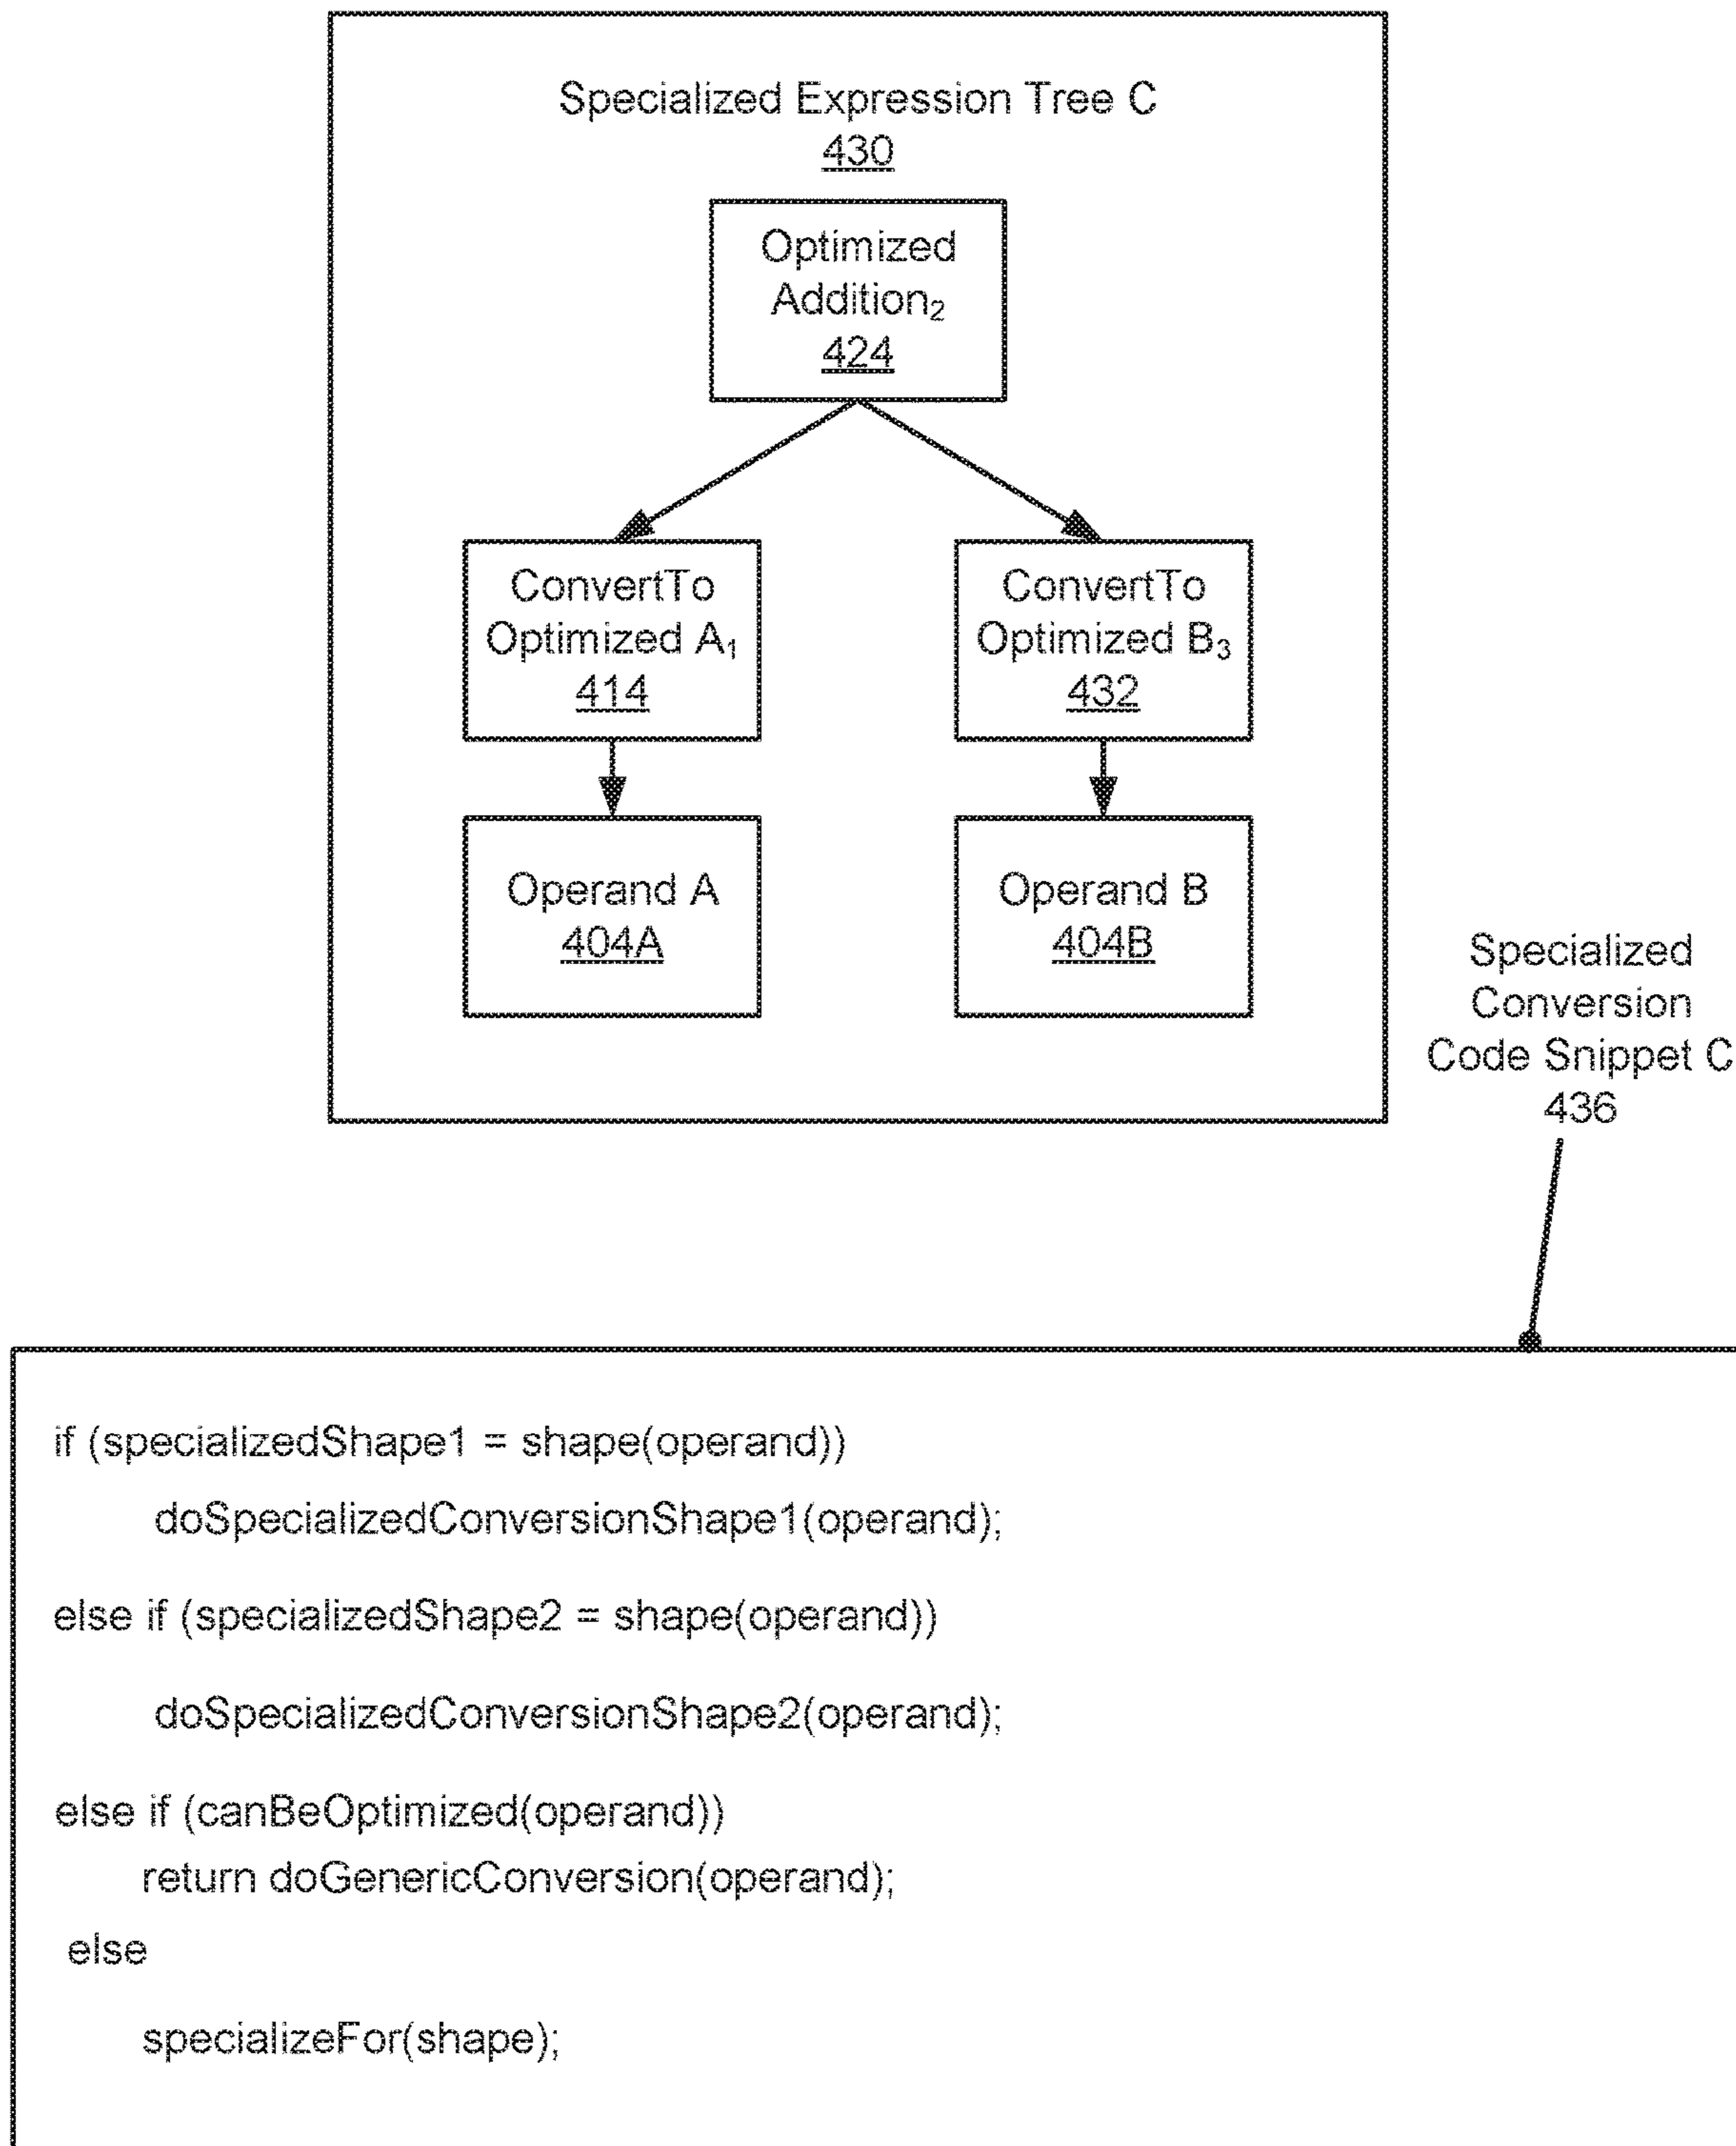 Specialized Expression Tree C
430
Optimized
Addition₂
424
ConvertTo
Optimized A₁
414
ConvertTo
Optimized B₃
432
Operand A
404A
Operand B
404B
Specialized
Conversion
Code Snippet C
436
if (specializedShape1 = shape(operand))
doSpecializedConversionShape1(operand);
else if (specializedShape2 = shape(operand))
doSpecializedConversionShape2(operand);
else if (canBeOptimized(operand))
return doGenericConversion(operand);
else
specializeFor(shape);